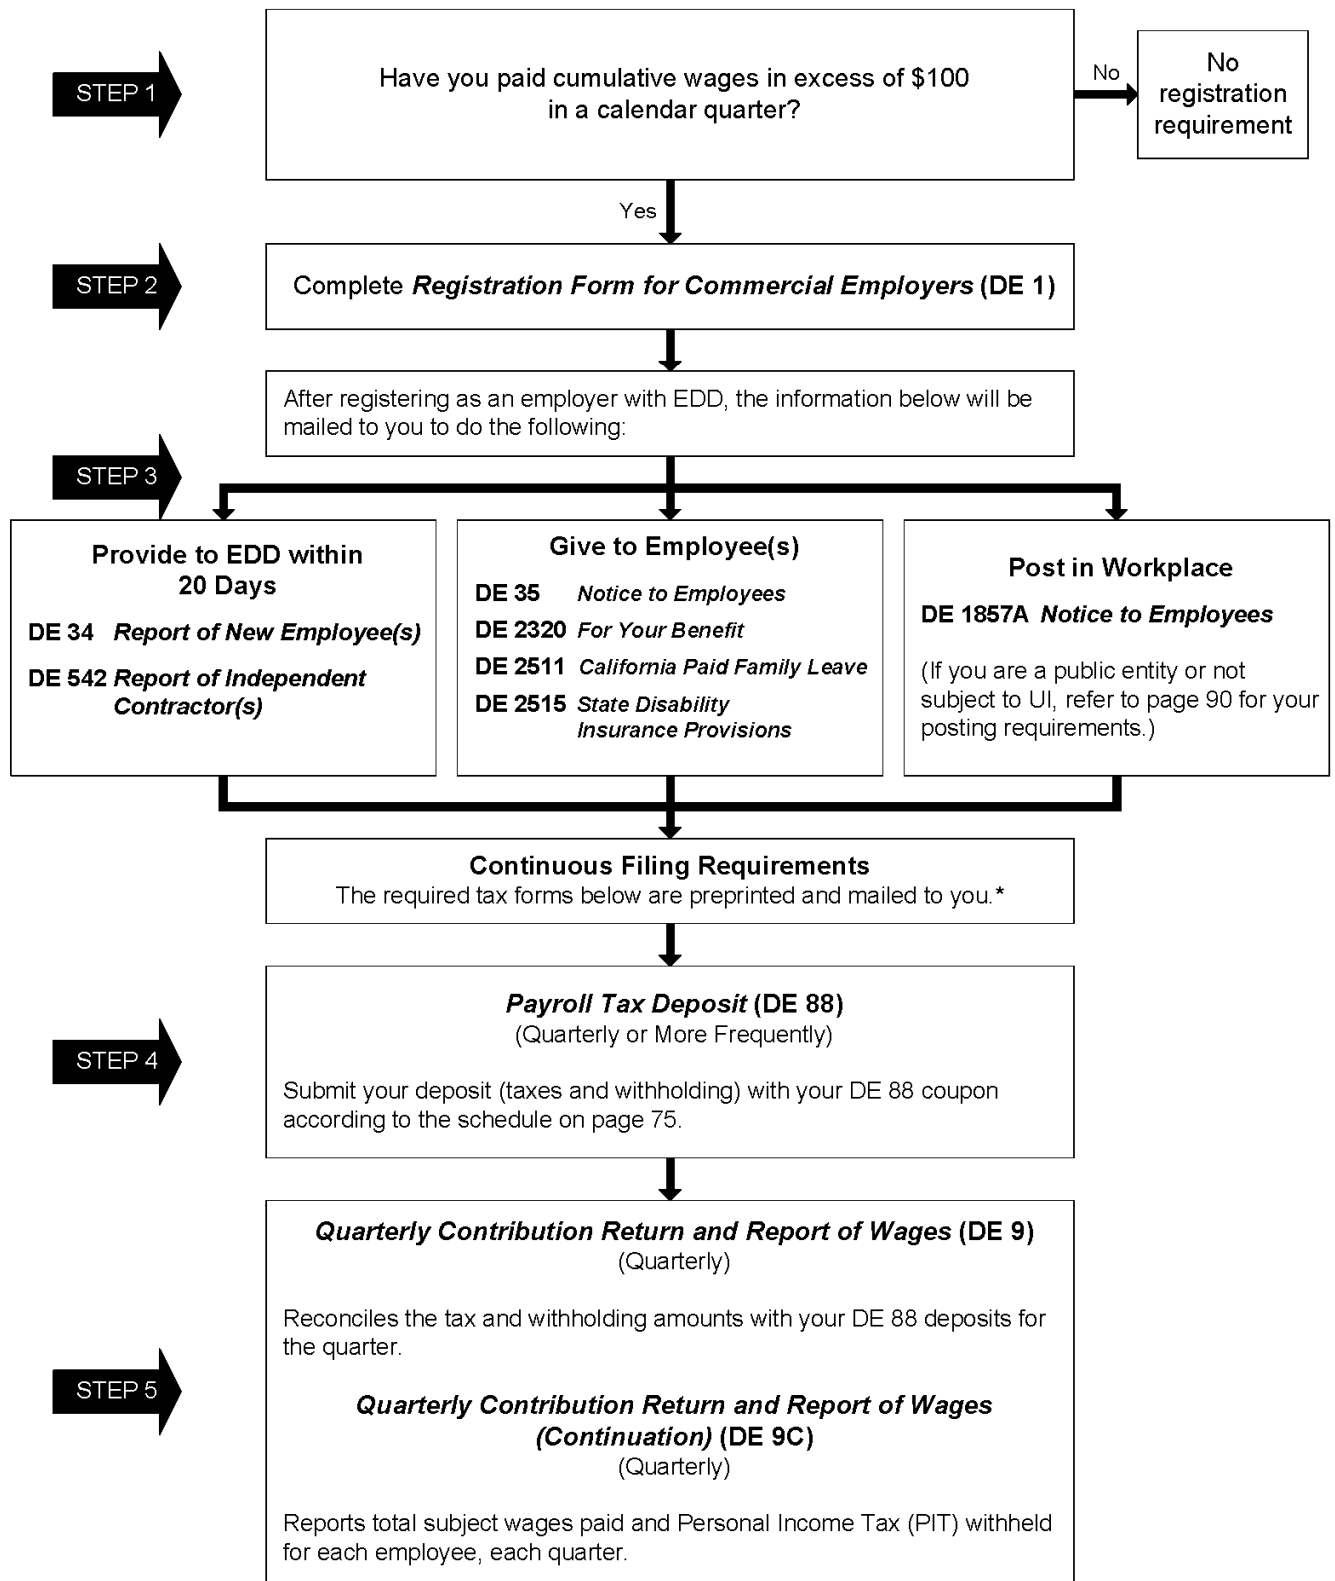 STEP 1
Have you paid cumulative wages in excess of $100
in a calendar quarter?
No
No
registration
requirement
Yes
STEP 2
Complete Registration Form for Commercial Employers (DE 1)
After registering as an employer with EDD, the information below will be
mailed to you to do the following:
STEP 3
Provide to EDD within
20 Days
DE 34 Report of New Employee(s)
DE 542 Report of Independent
Contractor(s)
Give to Employee(s)
DE 35 Notice to Employees
DE 2320 For Your Benefit
DE 2511 California Paid Family Leave
DE 2515 State Disability
Insurance Provisions
Post in Workplace
DE 1857A Notice to Employees
(If you are a public entity or not
subject to UI, refer to page 90 for your
posting requirements.)
Continuous Filing Requirements
The required tax forms below are preprinted and mailed to you.*
STEP 4
Payroll Tax Deposit (DE 88)
(Quarterly or More Frequently)
Submit your deposit (taxes and withholding) with your DE 88 coupon
according to the schedule on page 75.
STEP 5
Quarterly Contribution Return and Report of Wages (DE 9)
(Quarterly)
Reconciles the tax and withholding amounts with your DE 88 deposits for
the quarter.
Quarterly Contribution Return and Report of Wages
(Continuation) (DE 9C)
(Quarterly)
Reports total subject wages paid and Personal Income Tax (PIT) withheld
for each employee, each quarter.